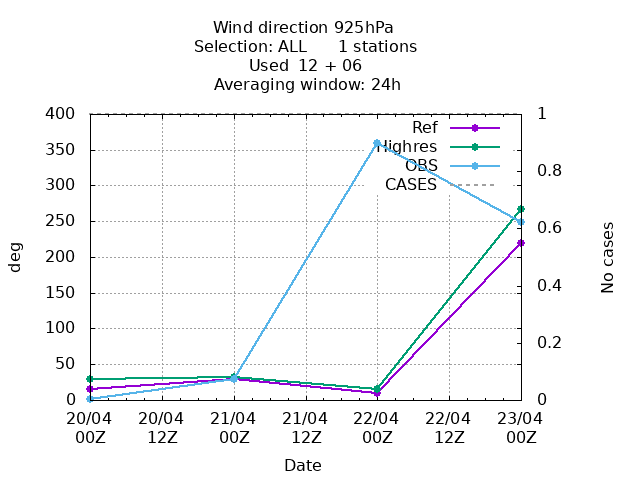 Wind direction 925hPa
Selection: ALL      1 stations
Used  12 + 06
Averaging window: 24h
400
350
300
250
200
150
100
50
0
deg
1
0.8
0.6
0.4
0.2
0
No cases
Ref
Highres
OBS
CASES
20/04 20/04 21/04 21/04 22/04 22/04 23/04
00Z 12Z 00Z 12Z 00Z 12Z 00Z
Date